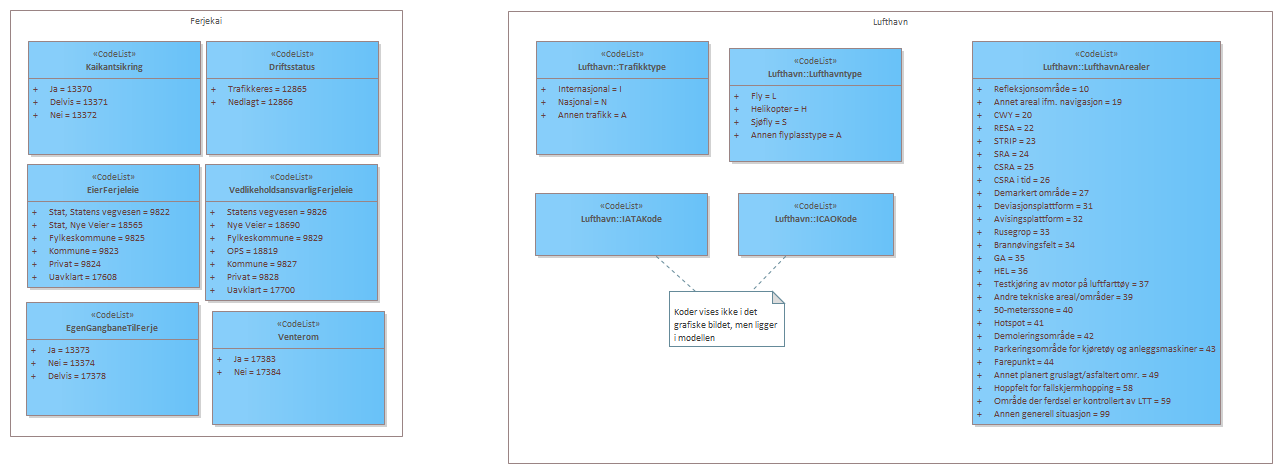 Ferjekai
«CodeList»
Kaikantsikring
+ Ja = 13370
+ Delvis = 13371
+ Nei = 13372
«CodeList»
Driftsstatus
+ Trafikkeres = 12865
+ Nedlagt = 12866
«CodeList»
EierFerjeleie
+ Stat, Statens vegvesen = 9822
+ Stat, Nye Veier = 18565
+ Fylkeskommune = 9825
+ Kommune = 9823
+ Privat = 9824
+ Uavklart = 17608
«CodeList»
VedlikeholdsansvarligFerjeleie
+ Statens vegvesen = 9826
+ Nye Veier = 18690
+ Fylkeskommune = 9829
+ OPS = 18819
+ Kommune = 9827
+ Privat = 9828
+ Uavklart = 17700
«CodeList»
EgenGangbaneTilFerje
+ Ja = 13373
+ Nei = 13374
+ Delvis = 17378
«CodeList»
Venterom
+ Ja = 17383
+ Nei = 17384
Lufthavn
«CodeList»
Lufthavn::Trafikktype
+ Internasjonal = I
+ Nasjonal = N
+ Annen trafikk = A
«CodeList»
Lufthavn::Lufthavntype
+ Fly = L
+ Helikopter = H
+ Sjøfly = S
+ Annen flyplasstype = A
«CodeList»
Lufthavn::IATAKode
«CodeList»
Lufthavn::ICAOKode
Koder vises ikke i det
grafiske bildet, men ligger
i modellen
«CodeList»
Lufthavn::LufthavnArealer
+ Refleksjonsområde = 10
+ Annet areal ifm. navigasjon = 19
+ CWY = 20
+ RESA = 22
+ STRIP = 23
+ SRA = 24
+ CSRA = 25
+ CSRA i tid = 26
+ Demarkert område = 27
+ Deviasjonsplattform = 31
+ Avisingsplattform = 32
+ Rusegrop = 33
+ Brannøvingsfelt = 34
+ GA = 35
+ HEL = 36
+ Testkjøring av motor på luftfarttøy = 37
+ Andre tekniske areal/områder = 39
+ 50-meterssone = 40
+ Hotspot = 41
+ Demoleringsområde = 42
+ Parkeringsområde for kjøretøy og anleggsmaskiner = 43
+ Farepunkt = 44
+ Annet planert gruslagt/asfaltert omr. = 49
+ Hoppfelt for fallskjermhopping = 58
+ Område der ferdsel er kontrollert av LTT = 59
+ Annen generell situasjon = 99